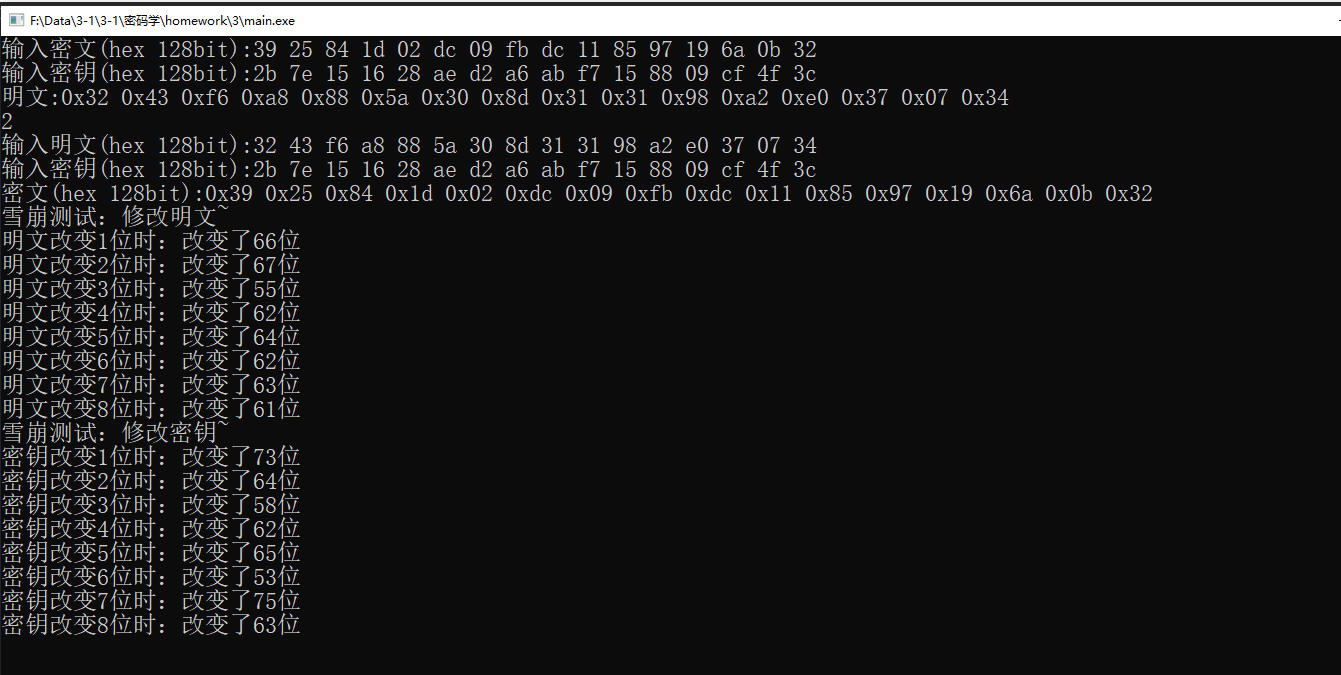 F:\Data\3-1\3-1\密码学\homework\3\main.exe
输入密文(hex 128bit):39 25 84 1d 02 dc 09 fb dc 11 85 97 19 6a 0b 32
输入密钥(hex 128bit):2b 7e 15 16 28 ae d2 a6 ab f7 15 88 09 cf 4f 3c
明文:0x32 0x43 0xf6 0xa8 0x88 0x5a 0x30 0x8d 0x31 0x31 0x98 0xa2 0xe0 0x37 0x07 0x34
2
输入明文(hex 128bit):32 43 f6 a8 88 5a 30 8d 31 31 98 a2 e0 37 07 34
输入密钥(hex 128bit):2b 7e 15 16 28 ae d2 a6 ab f7 15 88 09 cf 4f 3c
密文(hex 128bit):0x39 0x25 0x84 0x1d 0x02 0xdc 0x09 0xfb 0xdc 0x11 0x85 0x97 0x19 0x6a 0x0b 0x32
雪崩测试：修改明文~
明文改变1位时：改变了66位
明文改变2位时：改变了67位
明文改变3位时：改变了55位
明文改变4位时：改变了62位
明文改变5位时：改变了64位
明文改变6位时：改变了62位
明文改变7位时：改变了63位
明文改变8位时：改变了61位
雪崩测试：修改密钥~
密钥改变1位时：改变了73位
密钥改变2位时：改变了64位
密钥改变3位时：改变了58位
密钥改变4位时：改变了62位
密钥改变5位时：改变了65位
密钥改变6位时：改变了53位
密钥改变7位时：改变了75位
密钥改变8位时：改变了63位